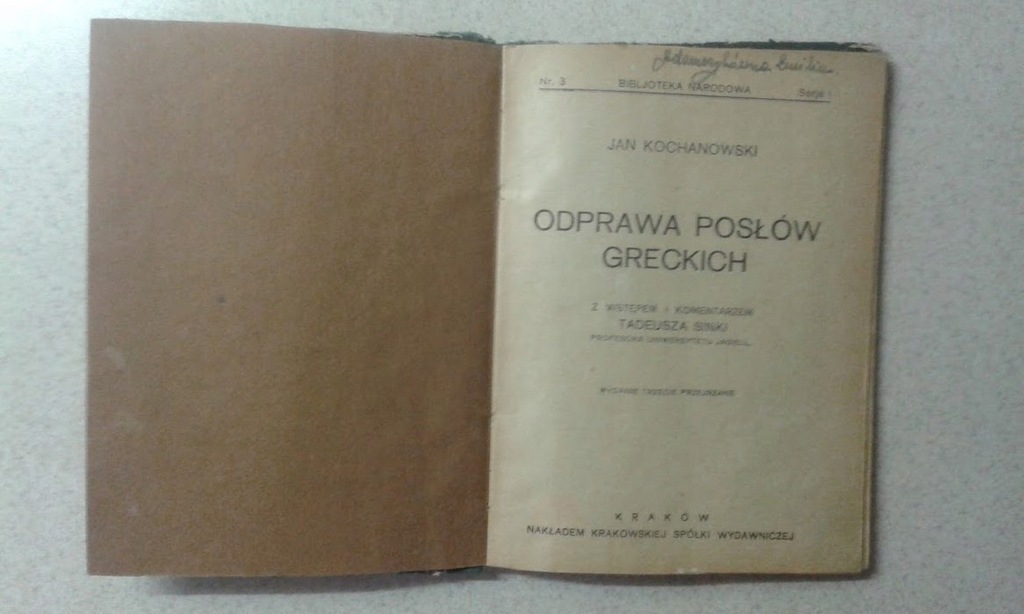 Nr. 3 BIBLJOTEKA NARODOWA Serja I
JAN KOCHANOWSKI
ODPRAWA POSŁÓW
GRECKICH
Z WSTĘPEM I KOMENTARZEM
TADEUSZA SINKI
PROFESORA UNIWERSYTETU JAGIELL.
WYDANIE TRZECIE PRZEJRZANE
KRAKÓW
NAKŁADEM KRAKOWSKIEJ SPÓŁKI WYDAWNICZEJ